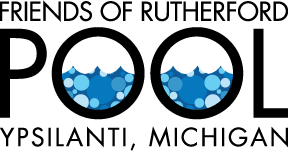 FRIENDS OF RUTHERFORD
POOL
YPSILANTI, MICHIGAN